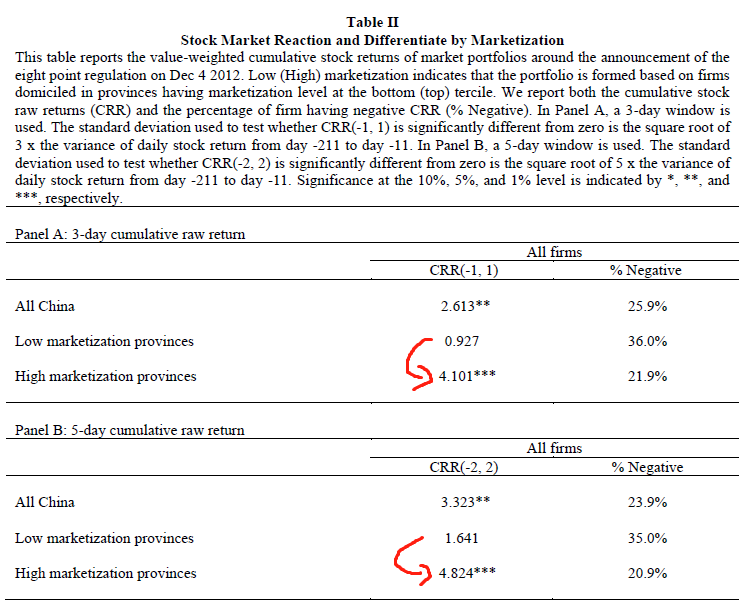 Table II
Stock Market Reaction and Differentiate by Marketization
This table reports the value-weighted cumulative stock returns of market portfolios around the announcement of the
eight point regulation on Dec 4 2012. Low (High) marketization indicates that the portfolio is formed based on firms
domiciled in provinces having marketization level at the bottom (top) tercile. We report both the cumulative stock
raw returns (CRR) and the percentage of firm having negative CRR (% Negative). In Panel A, a 3-day window is
used. The standard deviation used to test whether CRR(-1, 1) is significantly different from zero is the square root of
3 x the variance of daily stock return from day -211 to day -11. In Panel B, a 5-day window is used. The standard
deviation used to test whether CRR(-2, 2) is significantly different from zero is the square root of 5 x the variance of
daily stock return from day -211 to day -11. Significance at the 10%, 5%, and 1% level is indicated by *, **, and
***, respectively.
Panel A: 3-day cumulative raw return
All firms
CRR(-1, 1) % Negative
All China 2.613** 25.9%
Low marketization provinces 0.927 36.0%
High marketization provinces 4.101*** 21.9%
Panel B: 5-day cumulative raw return
All firms
CRR(-2, 2) % Negative
All China 3.323** 23.9%
Low marketization provinces 1.641 35.0%
High marketization provinces 4.824*** 20.9%